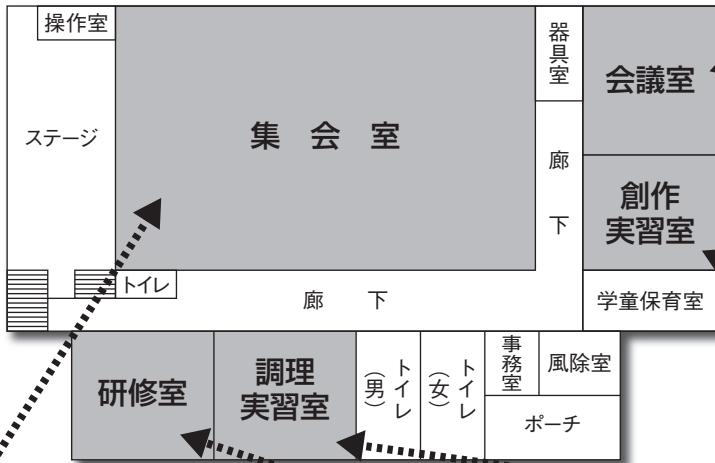 操作室
ステージ
集会室
器具室
会議室
廊下
創作
実習室
トイレ
廊下
学童保育室
研修室
調理
実習室
トイレ
(男)
トイレ
(女)
事務室
風除室
ポーチ